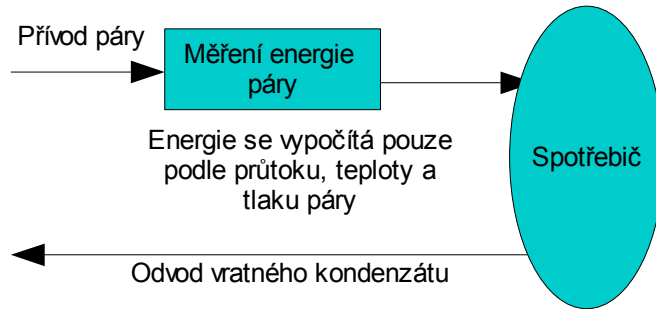 Přívod páry
Měření energie
páry
Energie se vypočítá pouze
podle průtoku, teploty a
tlaku páry
Spotřebič
Odvod vratného kondenzátu